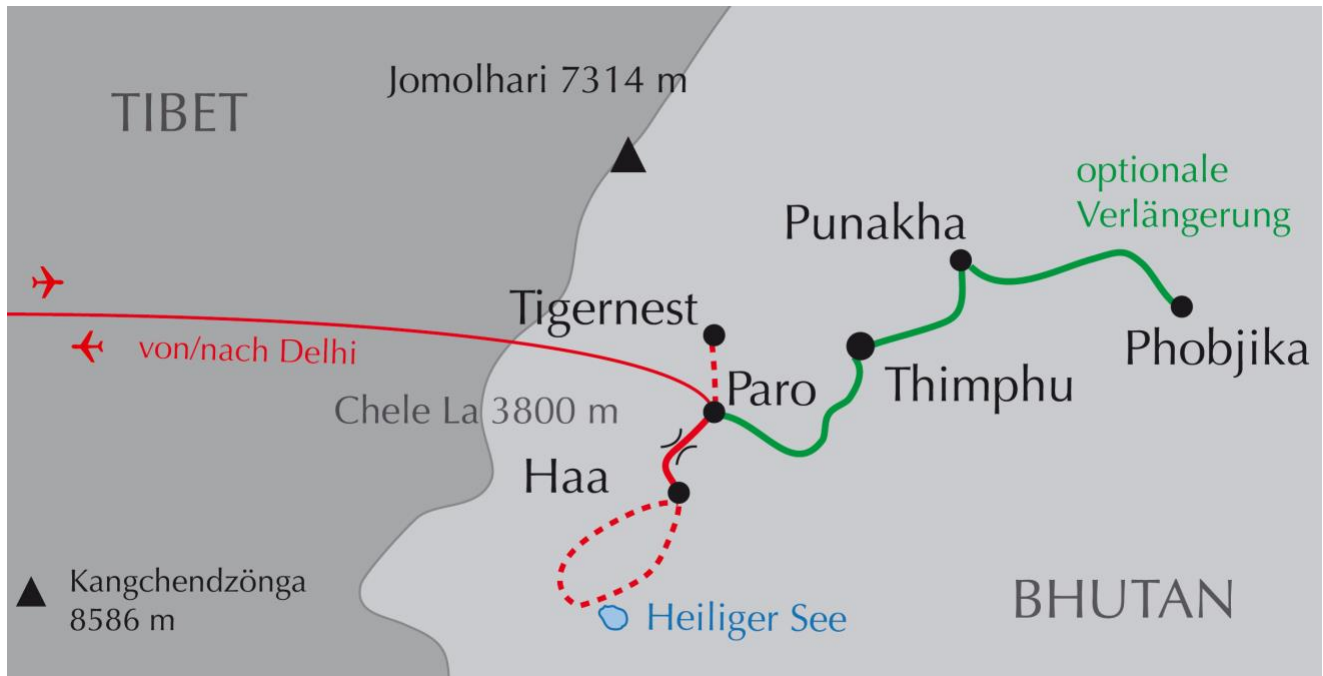 Jomolhari 7314 m
TIBET
optionale
Verlängerung
Punakha
Tigernest
von/nach Delhi
Phobjika
Paro
Thimphu
Chele La 3800 m
Haa
Kangchendzönga
8586 m
Heiliger See
BHUTAN